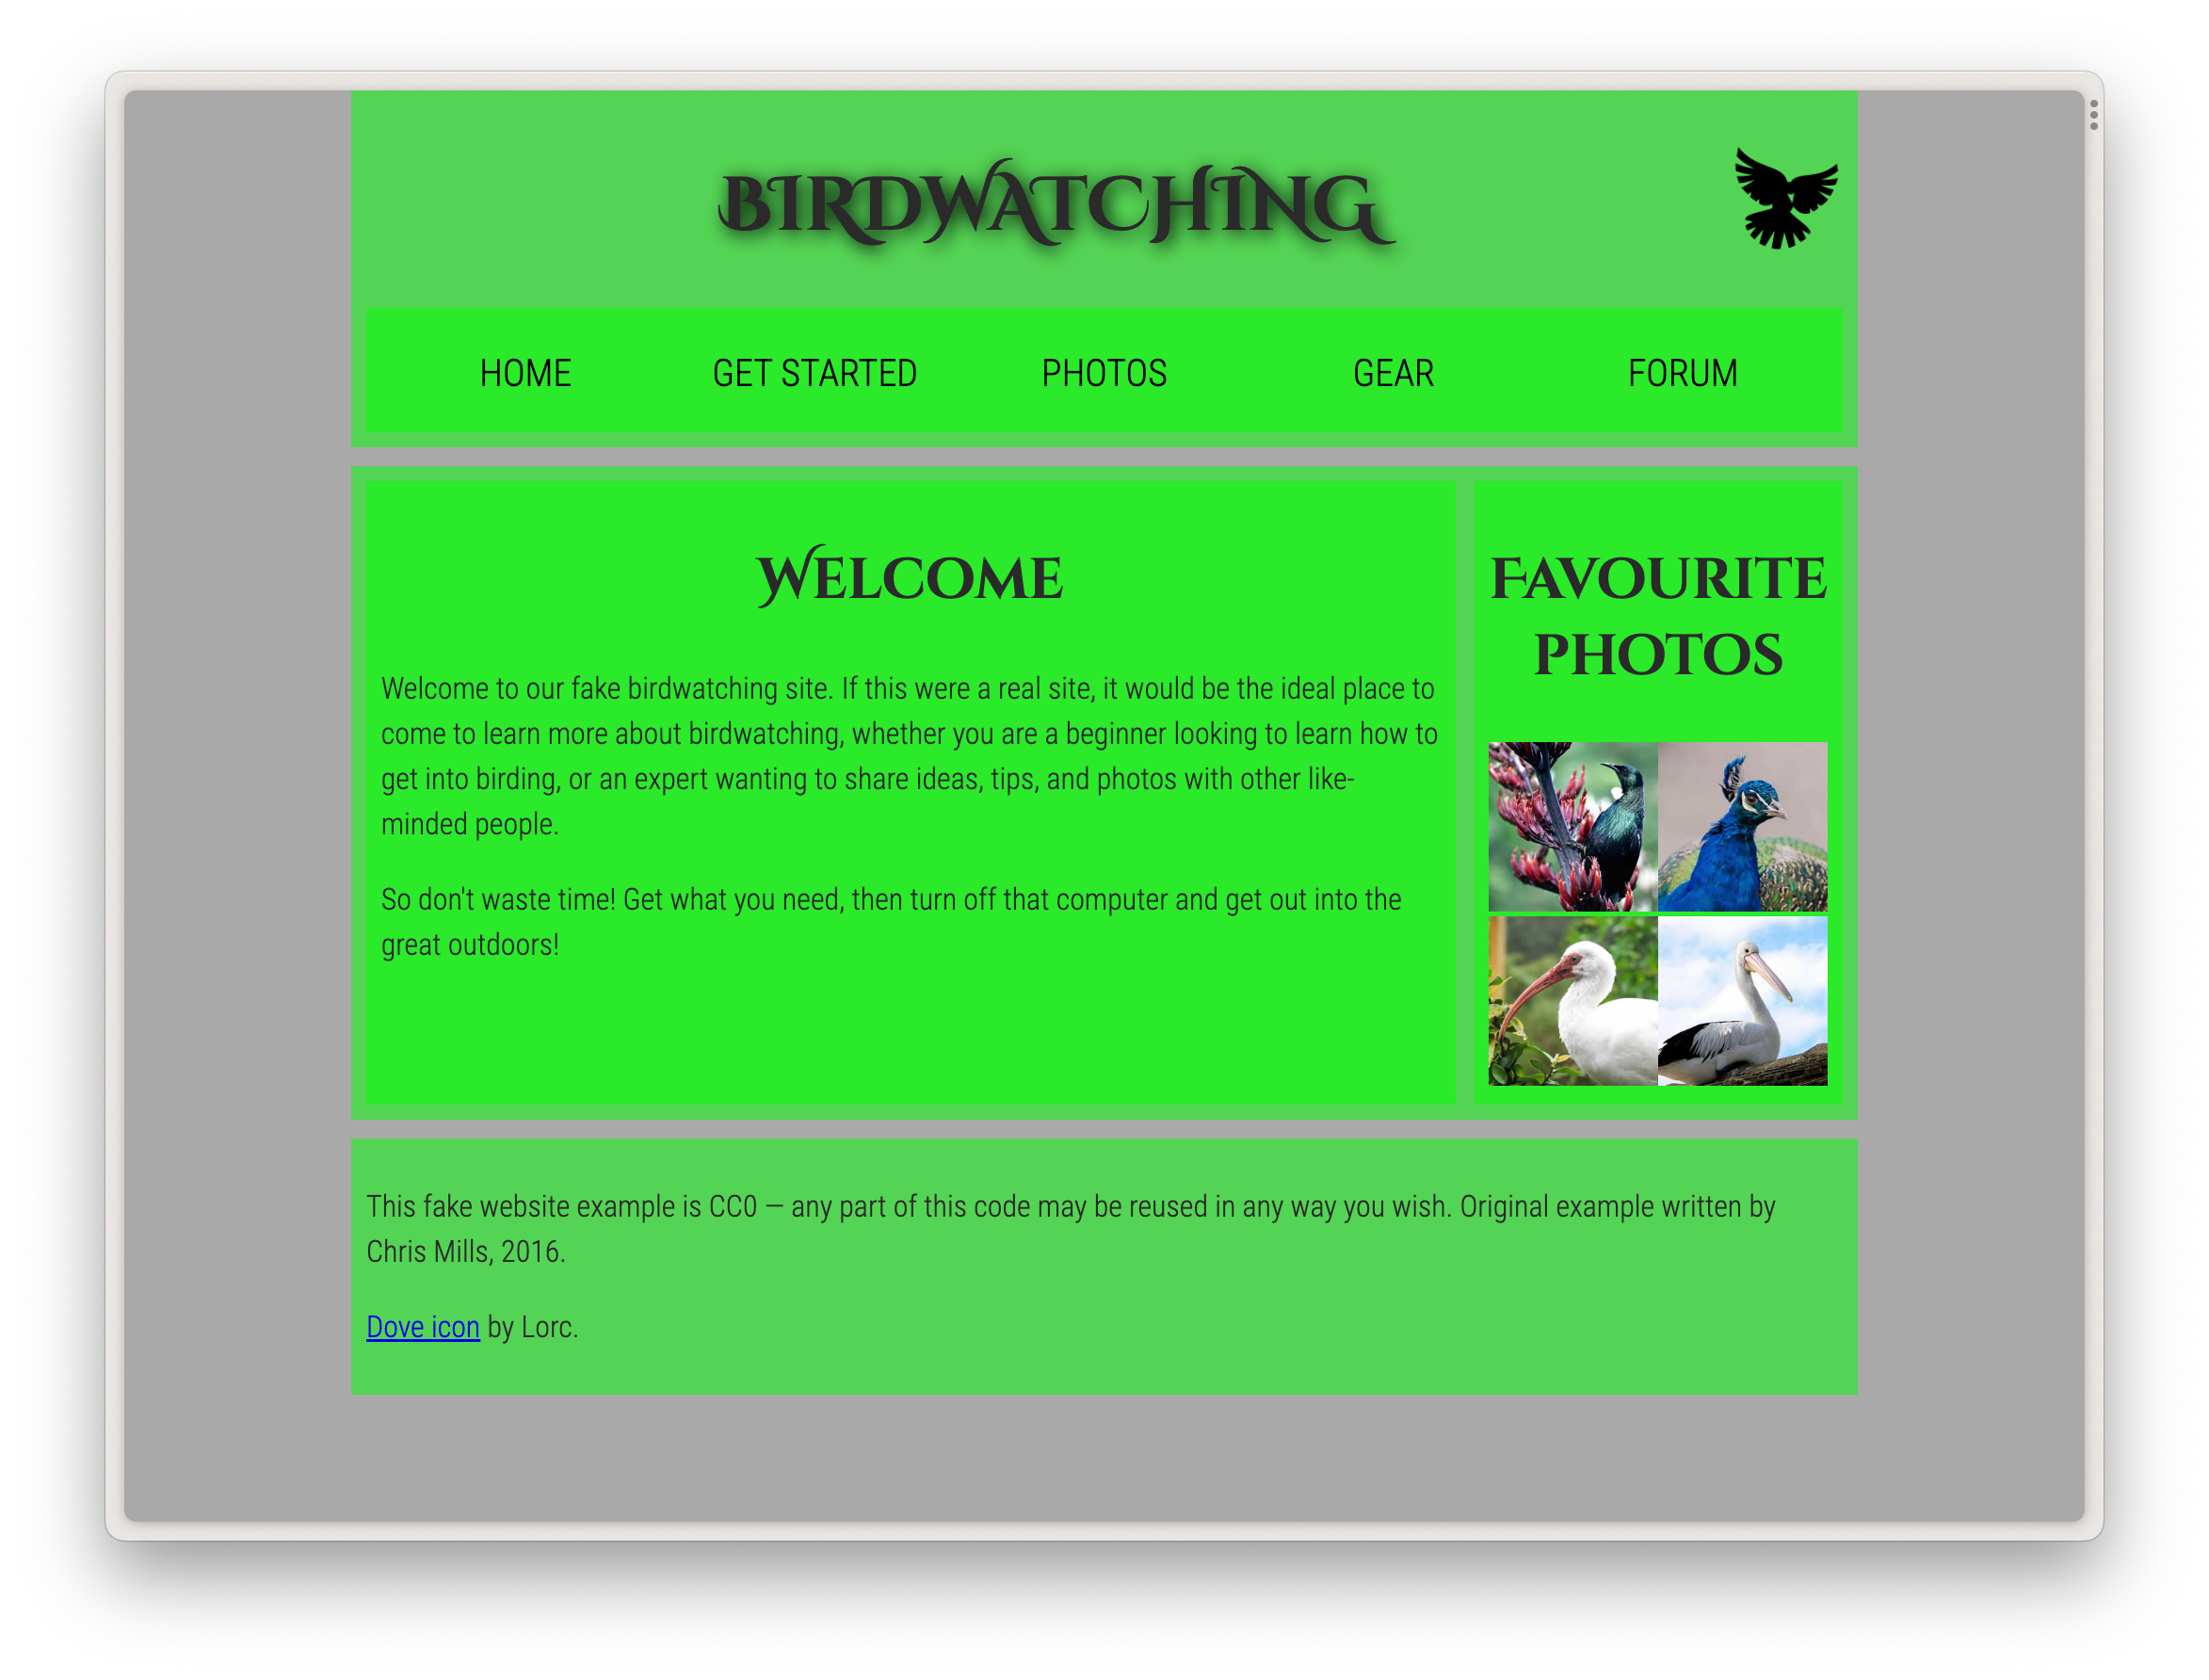 BIRDWATCHING
HOME GET STARTED PHOTOS GEAR FORUM
Welcome
Welcome to our fake birdwatching site. If this were a real site, it would be the ideal place to
come to learn more about birdwatching, whether you are a beginner looking to learn how to
get into birding, or an expert wanting to share ideas, tips, and photos with other like-
minded people.
So don't waste time! Get what you need, then turn off that computer and get out into the
great outdoors!
Favourite
photos
This fake website example is CC0 — any part of this code may be reused in any way you wish. Original example written by
Chris Mills, 2016.
Dove icon by Lorc.